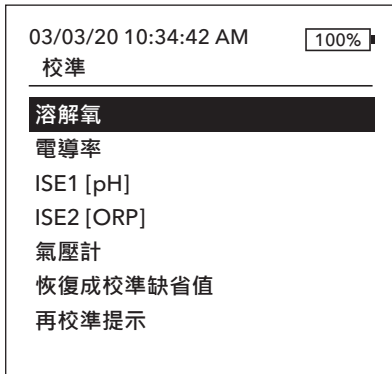 03/03/20 10:34:42 AM 100%
校準
溶解氧
電導率
ISE1 [pH]
ISE2 [ORP]
氣壓計
恢復成校準缺省值
再校準提示